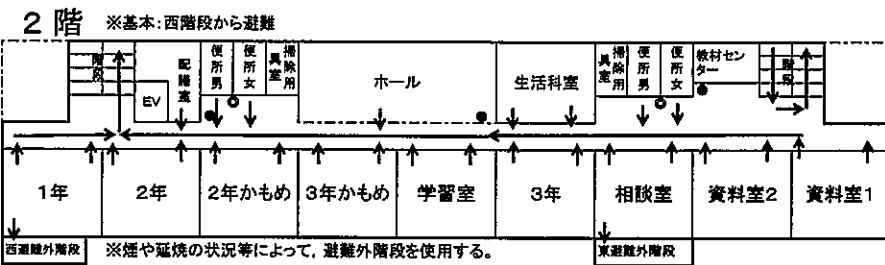 2階 ※基本:西階段から避難
階段
EV
配膳室
便所男
便所女
掃除用具室
ホール
生活科室
掃除用具室
便所男
便所女
教材センター
階段
1年
2年
2年かもめ
3年かもめ
学習室
3年
相談室
資料室2
資料室1
西避難外階段
※煙や延焼の状況等によって,避難外階段を使用する。
東避難外階段